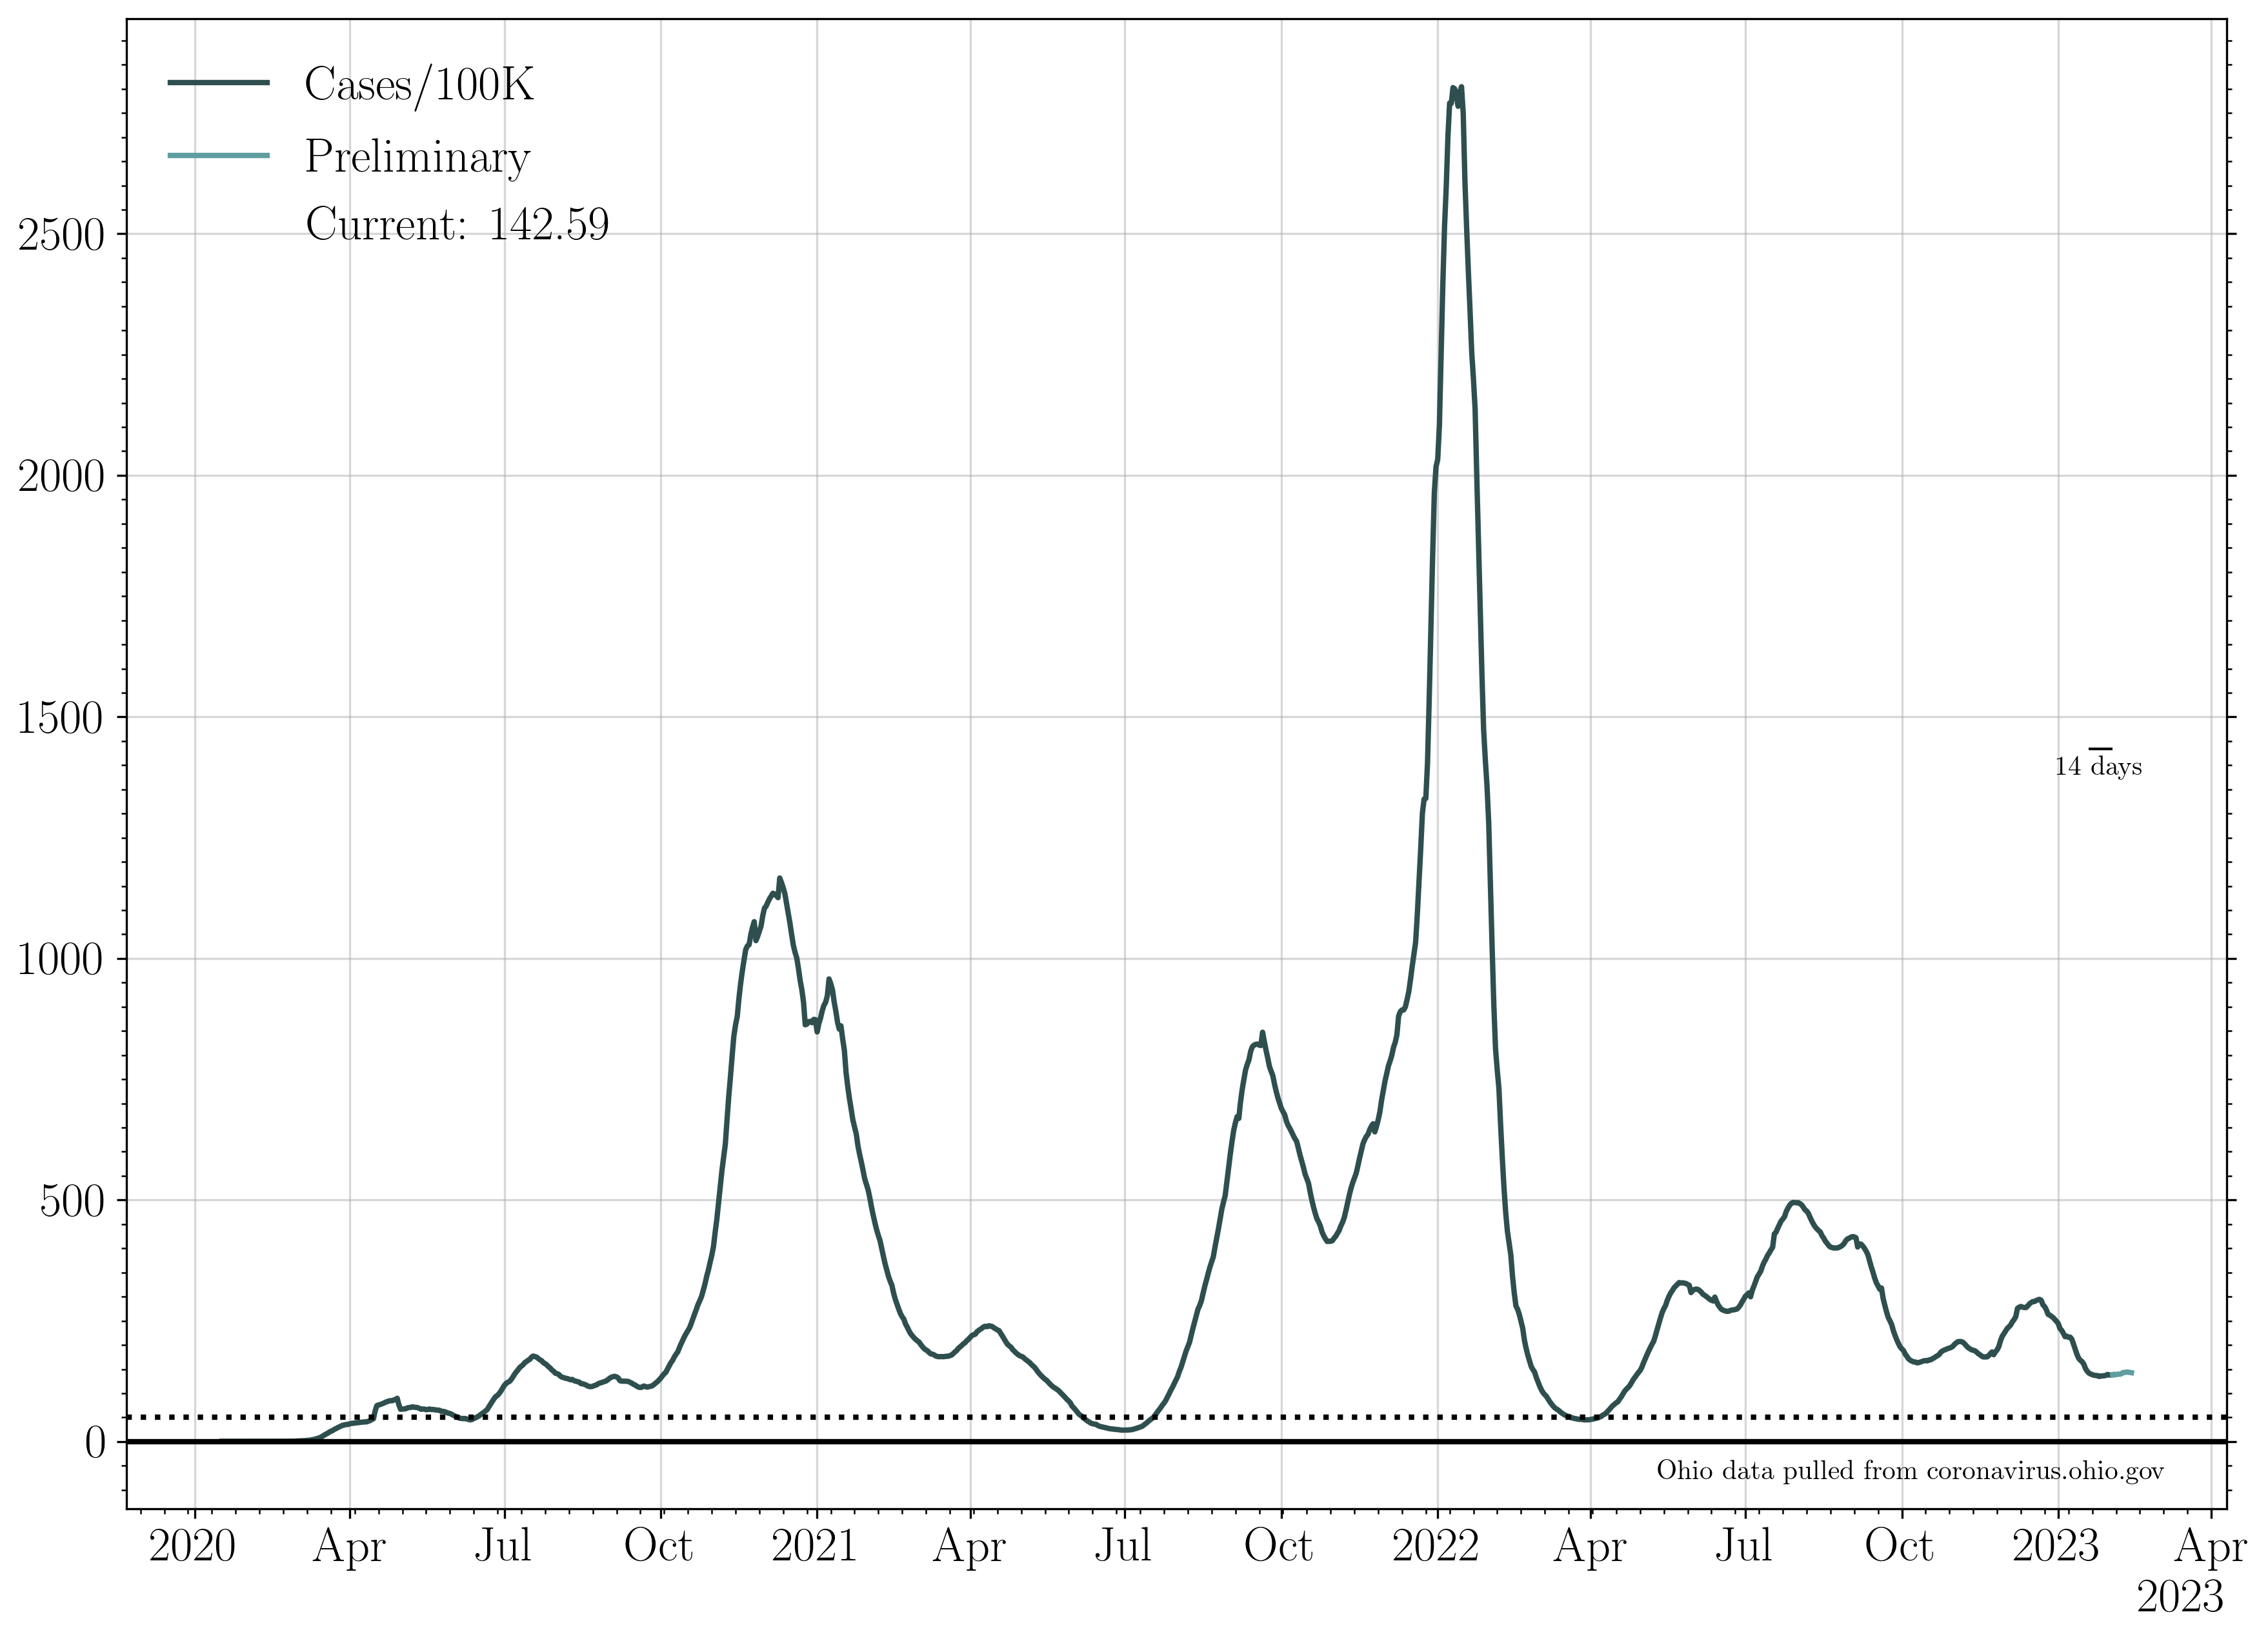 Cases/100K
Preliminary
Current: 142.59
2500
2000
1500
14 days
1000
500
0
Ohio data pulled from coronavirus.ohio.gov
2020 Apr Jul Oct 2021 Apr Jul Oct 2022 Apr Jul Oct 2023 Apr
2023